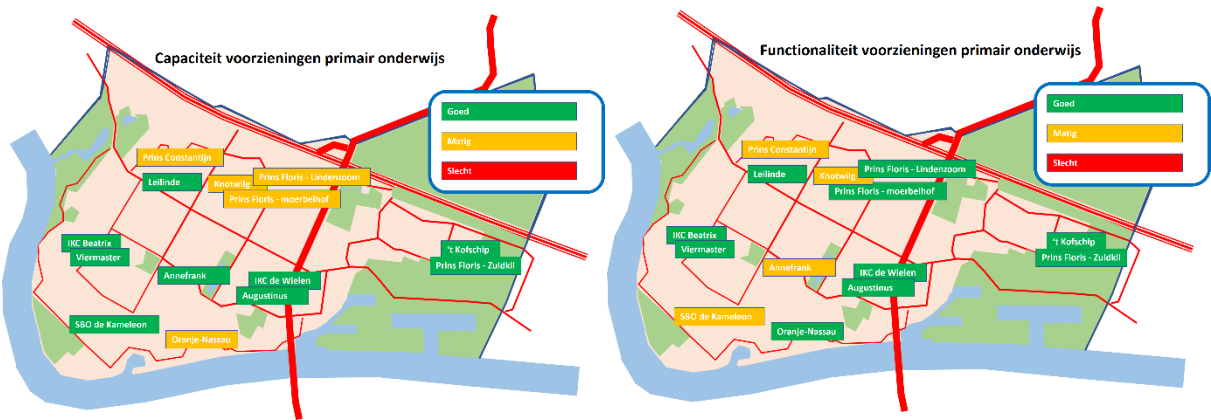 Capaciteit voorzieningen primair onderwijs
Goed
Matig
Slecht
Prins Constantijn
Leilinde
Knotwilg
Prins Floris - Lindenzoom
Prins Floris - moerbeihof
IKC Beatrix
Viermaster
Annefrank
IKC de Wielen
Augustinus
't Kofschip
Prins Floris - Zuidkil
SBO de Kameleon
Oranje-Nassau
Functionaliteit voorzieningen primair onderwijs
Goed
Matig
Slecht
Prins Constantijn
Leilinde
Knotwilg
Prins Floris - Lindenzoom
Prins Floris - moerbeihof
IKC Beatrix
Viermaster
Annefrank
IKC de Wielen
Augustinus
't Kofschip
Prins Floris - Zuidkil
SBO de Kameleon
Oranje-Nassau